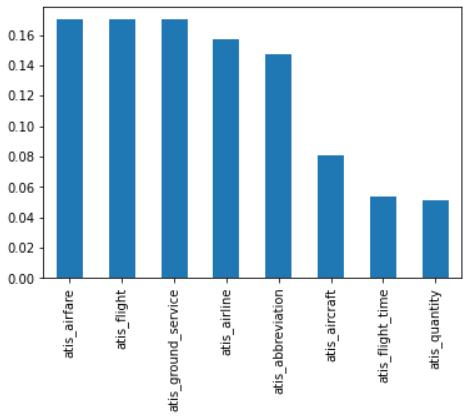 0.16
0.14
0.12
0.10
0.08
0.06
0.04
0.02
0.00
atis_airfare
atis_flight
atis_ground_service
atis_airline
atis_abbreviation
atis_aircraft
atis_flight_time
atis_quantity